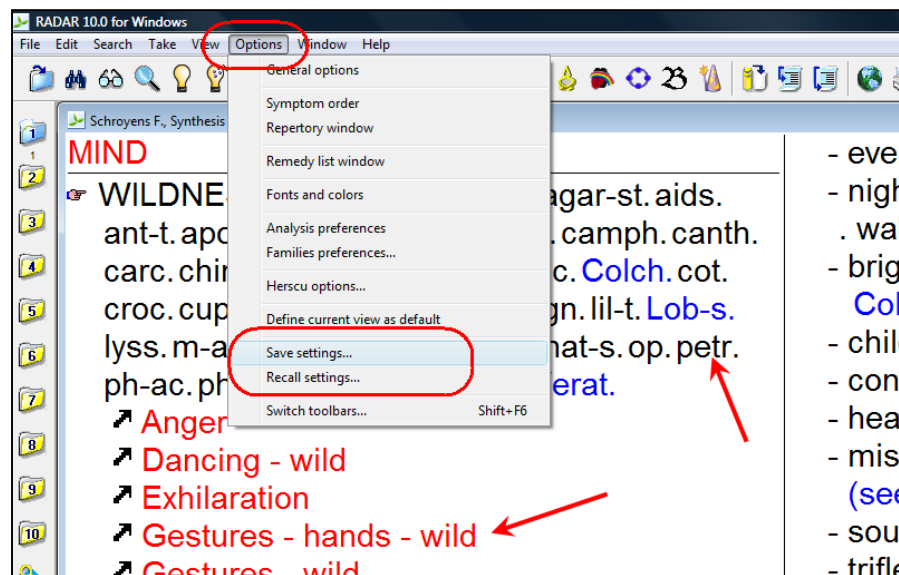 RADAR 10.0 for Windows
File Edit Search Take View Options Window Help
General options
Symptom order
Repertory window
Remedy list window
Fonts and colors
Analysis preferences
Families preferences...
Herscu options...
Define current view as default
Save settings...
Recall settings...
Switch toolbars... Shift+F6
1
1
2
3
4
5
6
7
8
9
10
Schroyens F., Synthesis
MIND
WILDNE agar-st. aids.
ant-t. apo . camph. canth.
carc. chin c. Colch. cot.
croc. cup gn. lil-t. Lob-s.
lyss. m-a nat-s. op. petr.
ph-ac. ph erat.
Anger
Dancing - wild
Exhilaration
Gestures - hands - wild
Gestures - wild
- eve
- nigh
. wa
- brig
Col
- chil
- con
- hea
- mis
(see
- sou
- trifle